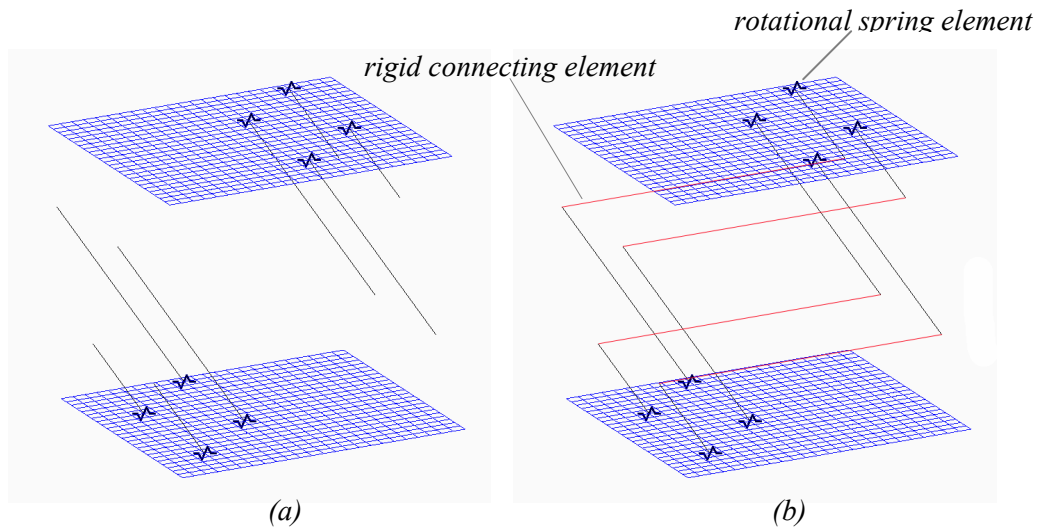 rotational spring element
rigid connecting element
(a)
(b)